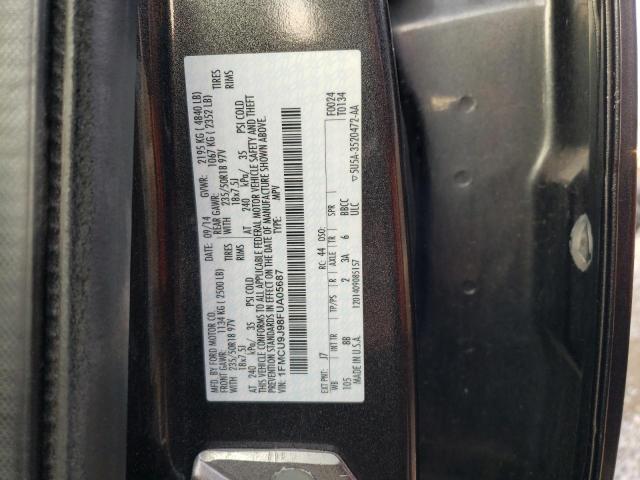 MFD. BY FORD MOTOR CO.
DATE: 09/14
GVWR: 2195 KG ( 4840 LB)
FRONT GAWR: 1134 KG ( 2500 LB)
REAR GAWR: 1067 KG ( 2352 LB)
WITH 235/50R18 97V TIRES
WITH 235/50R18 97V TIRES
18x7.5J RIMS
18x7.5J RIMS
AT 240 kPa/ 35 PSI COLD
AT 240 kPa/ 35 PSI COLD
THIS VEHICLE CONFORMS TO ALL APPLICABLE FEDERAL MOTOR VEHICLE SAFETY AND THEFT
PREVENTION STANDARDS IN EFFECT ON THE DATE OF MANUFACTURE SHOWN ABOVE.
VIN: 1FMCU9J98FUA05687
TYPE: MPV
F0024
T0134
EXT PNT: J7 RC: 44 DSO:
WB INT TR TP/PS R AXLE TR SPR
105 BB 2 3A 6 BBCC
ULC
MADE IN U.S.A. 1201409085157
5U5A-3520472-AA